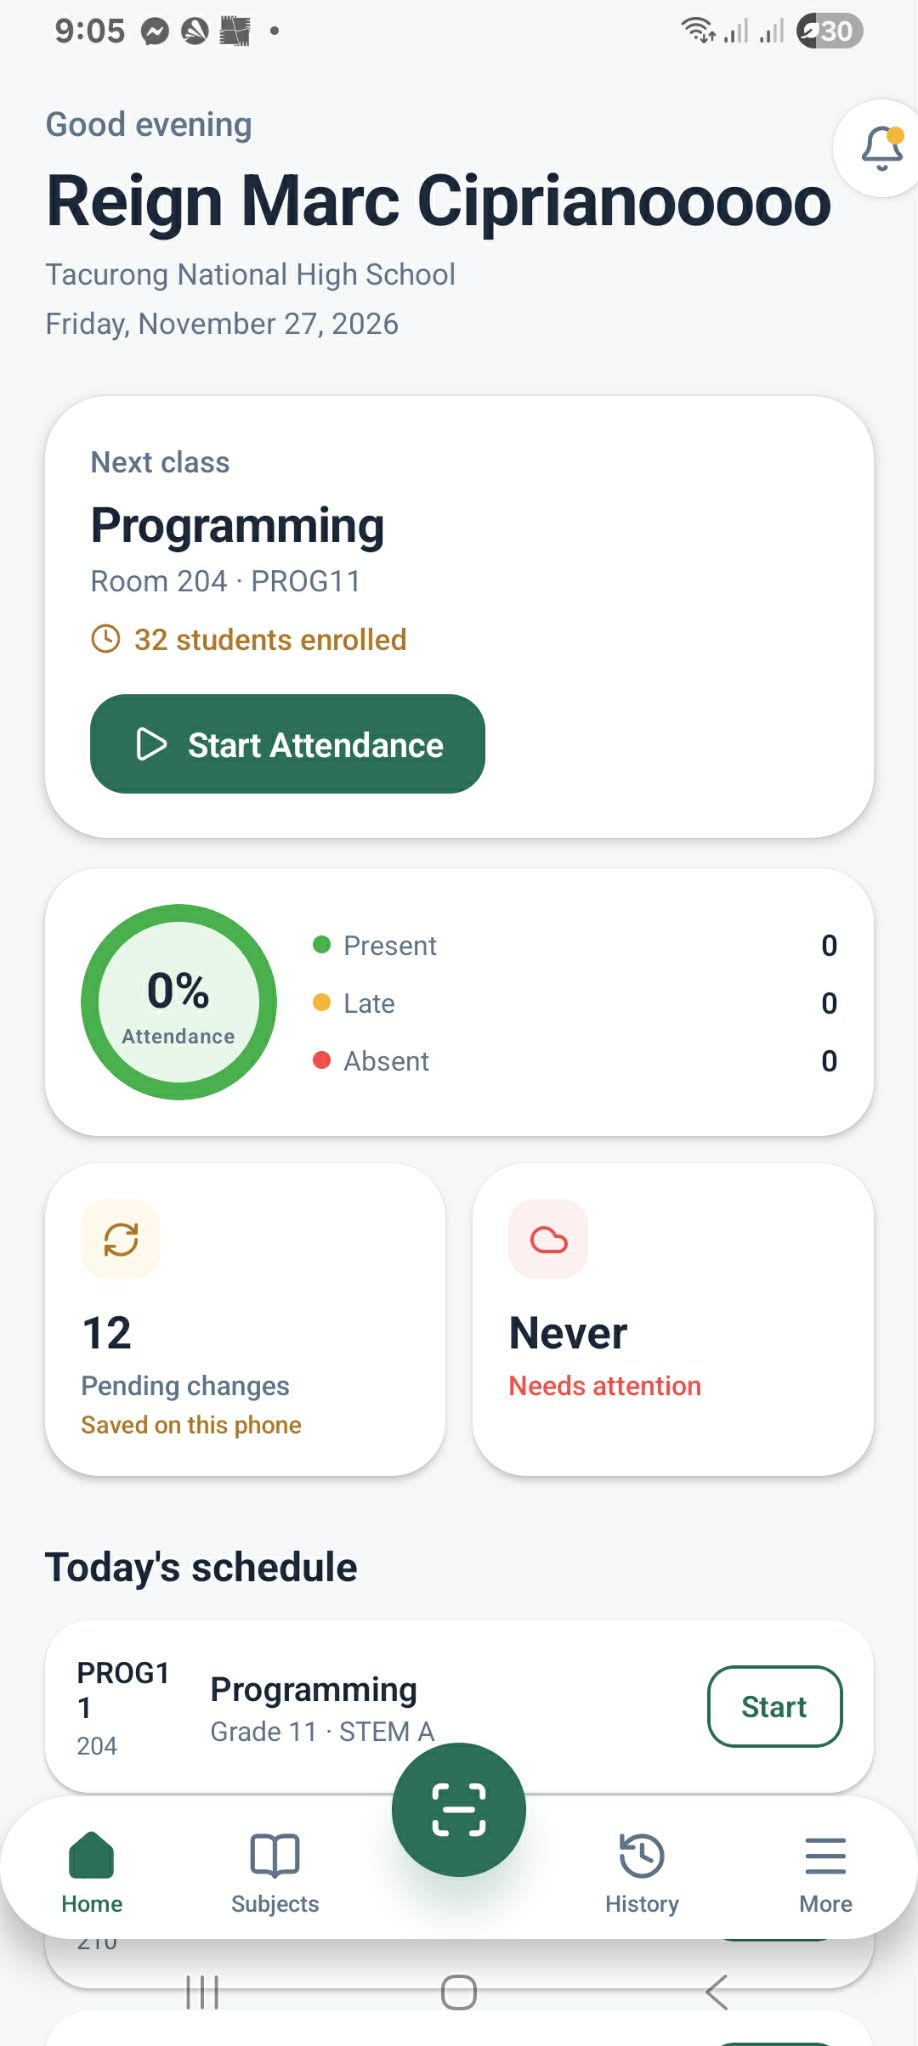 9:05
30
Good evening
Reign Marc Ciprianooooo
Tacurong National High School
Friday, November 27, 2026
Next class
Programming
Room 204 · PROG11
32 students enrolled
Start Attendance
0%
Attendance
Present 0
Late 0
Absent 0
12
Pending changes
Saved on this phone
Never
Needs attention
Today's schedule
PROG1
1
204
Programming
Grade 11 · STEM A
Start
Home
Subjects
History
More
210